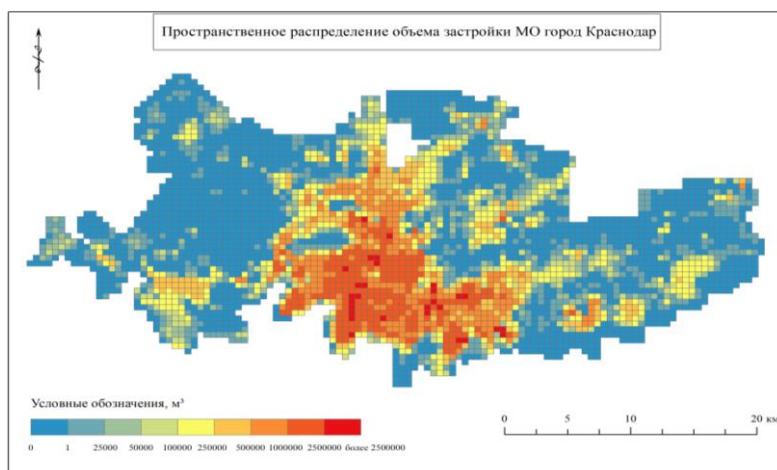 Пространственное распределение объема застройки МО город Краснодар
Условные обозначения, м³
0 1 25000 50000 100000 250000 500000 1000000 2500000 более 2500000
0 5 10 20 км